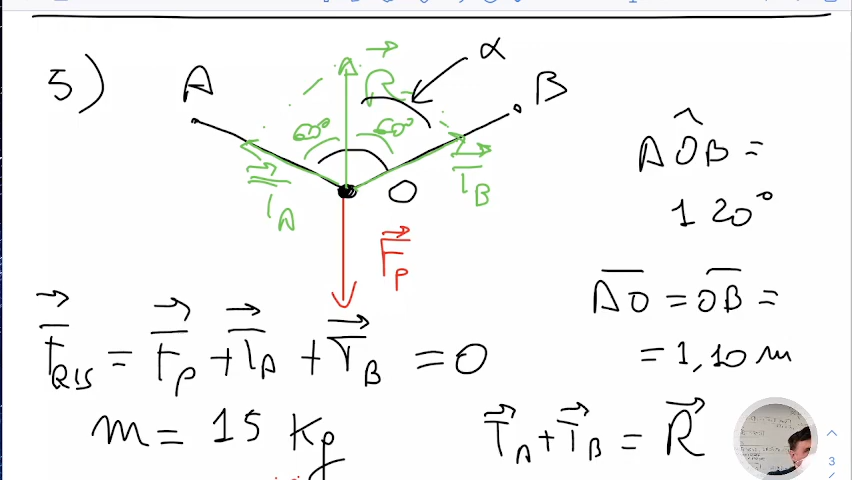 5)
A
R
α
B
60°
60°
T_A
T_B
O
F_p
AÔB =
120°
AO = OB =
= 1,10 m
F_RIS = F_p + T_A + T_B = 0
m = 15 Kg
T_A + T_B = R
3